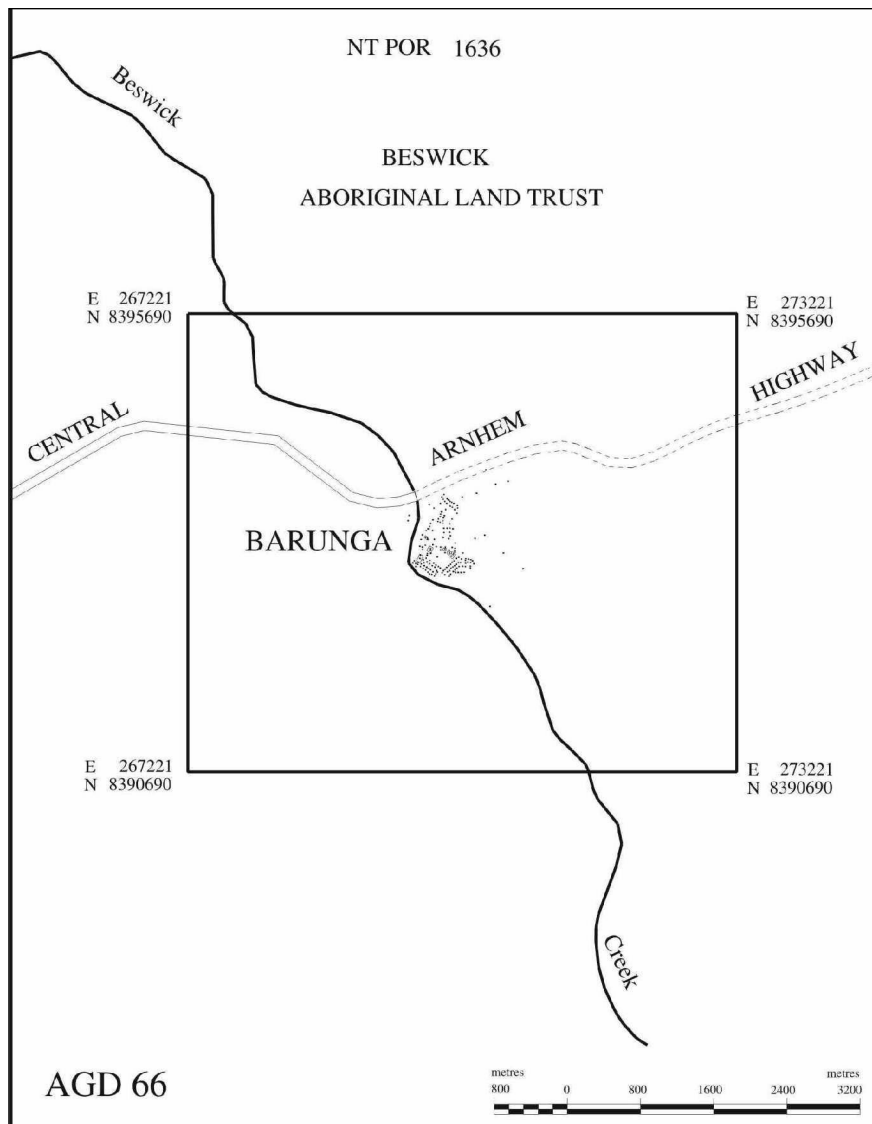 NT POR 1636
Beswick
BESWICK
ABORIGINAL LAND TRUST
E 267221
N 8395690
E 273221
N 8395690
HIGHWAY
CENTRAL
ARNHEM
BARUNGA
E 267221
N 8390690
E 273221
N 8390690
Creek
AGD 66
metres metres
800 0 800 1600 2400 3200